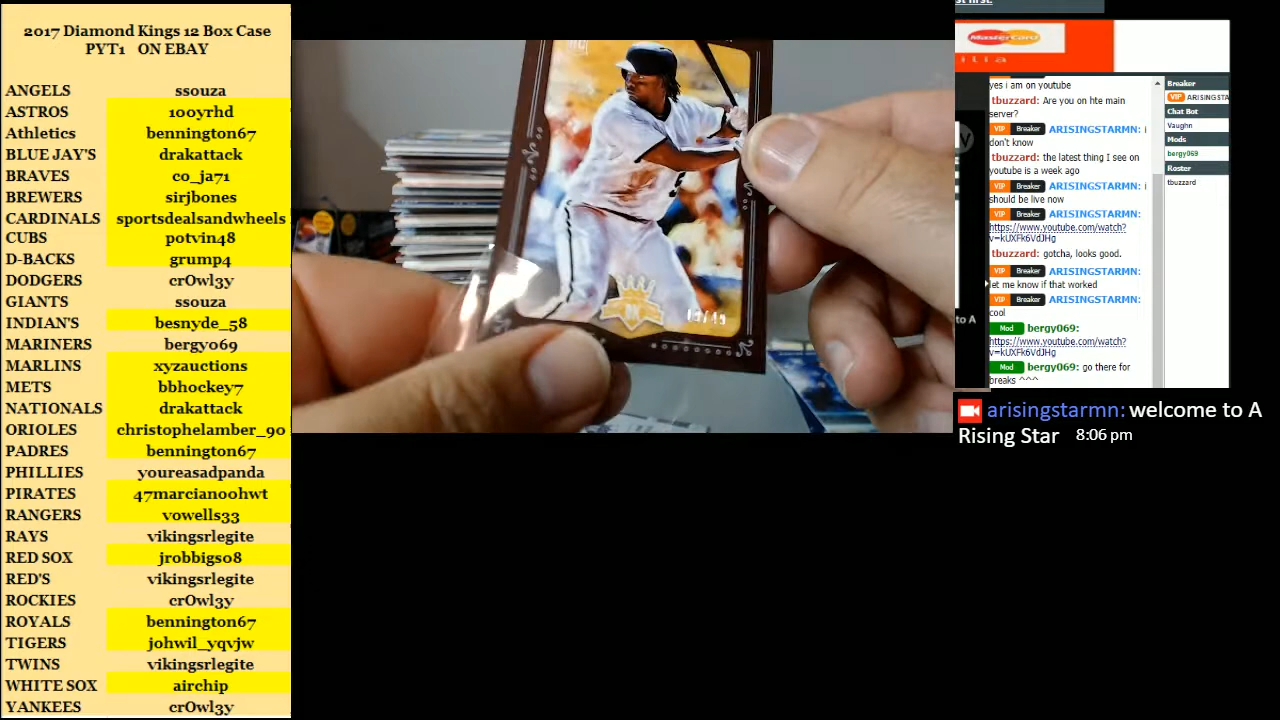 2017 Diamond Kings 12 Box Case
PYT1 ON EBAY
ANGELS ssouza
ASTROS 100yrhd
Athletics bennington67
BLUE JAY'S drakattack
BRAVES co_ja71
BREWERS sirjbones
CARDINALS sportsdealsandwheels
CUBS potvin48
D-BACKS grump4
DODGERS crOwl3y
GIANTS ssouza
INDIAN'S besnyde_58
MARINERS bergy069
MARLINS xyzauctions
METS bbhockey7
NATIONALS drakattack
ORIOLES christophelamber_90
PADRES bennington67
PHILLIES youreasadpanda
PIRATES 47marcianoohwt
RANGERS vowells33
RAYS vikingsrlegite
RED SOX jrobbigs08
RED'S vikingsrlegite
ROCKIES crOwl3y
ROYALS bennington67
TIGERS johwil_yqvjw
TWINS vikingsrlegite
WHITE SOX airchip
YANKEES crOwl3y
MasterCard
yes i am on youtube
tbuzzard: Are you on hte main
server?
VIP Breaker ARISINGSTARMN: i
don't know
tbuzzard: the latest thing I see on
youtube is a week ago
VIP Breaker ARISINGSTARMN: i
should be live now
VIP Breaker ARISINGSTARMN:
https://www.youtube.com/watch?
v=kUXFk6VdJHg
tbuzzard: gotcha, looks good.
VIP Breaker ARISINGSTARMN:
let me know if that worked
VIP Breaker ARISINGSTARMN:
cool
Mod bergy069:
https://www.youtube.com/watch?
v=kUXFk6VdJHg
Mod bergy069: go there for
breaks ^^^
Breaker
VIP ARISINGSTA
Chat Bot
Vaughn
Mods
bergy069
Roster
tbuzzard
to A
arisingstarmn: welcome to A
Rising Star 8:06 pm